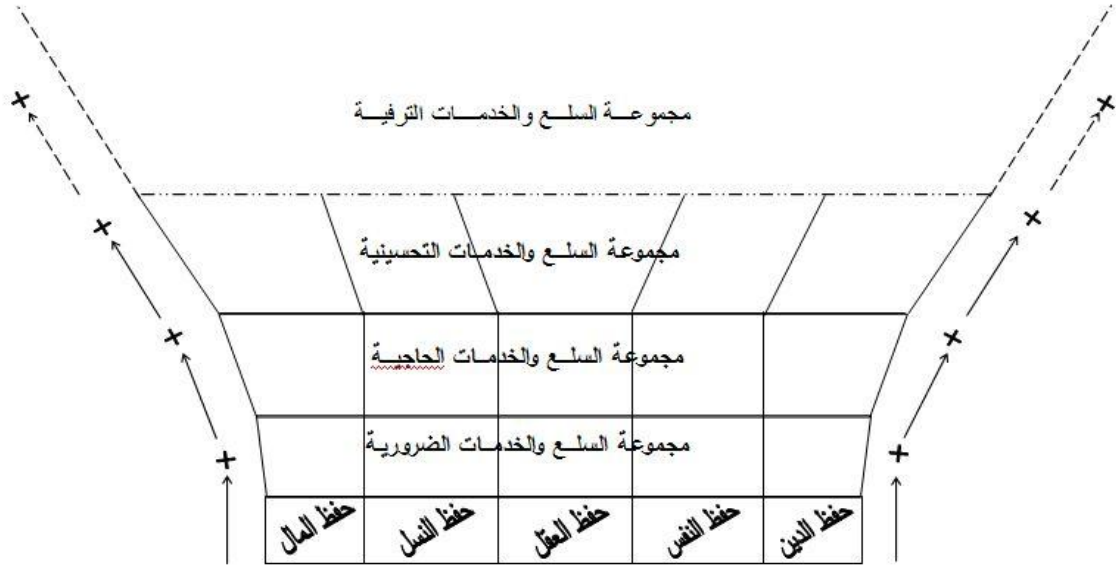 مجموعة السلع والخدمات الترفية
مجموعة السلع والخدمات التحسينية
مجموعة السلع والخدمات الحاجية
مجموعة السلع والخدمات الضرورية
حفظ الدين
حفظ النفس
حفظ العقل
حفظ النسل
حفظ المال